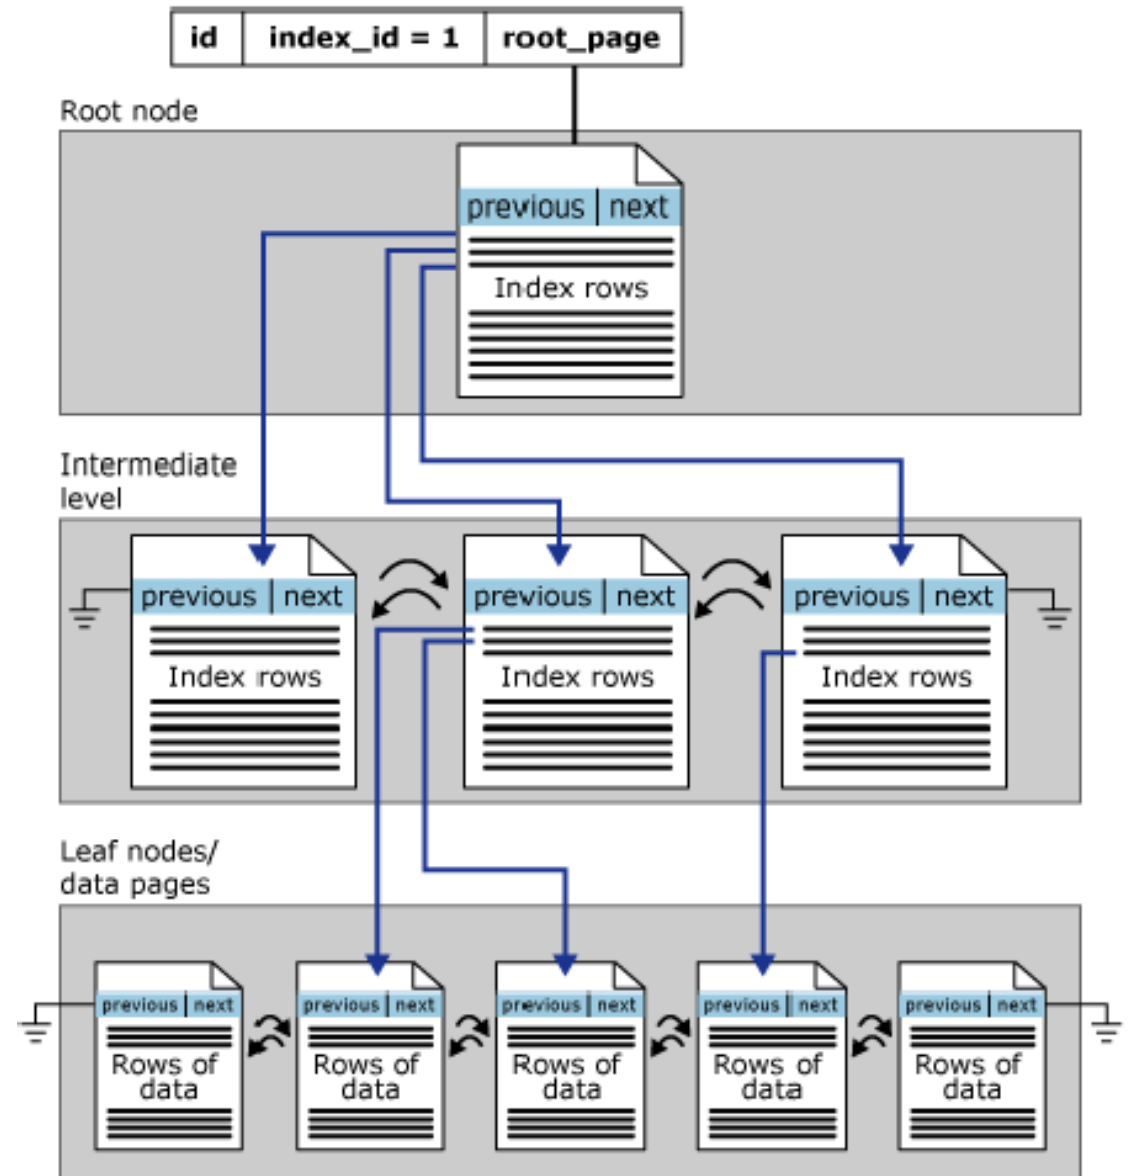 id index_id = 1 root_page
Root node
previous next
Index rows
Intermediate
level
previous next previous next previous next
Index rows Index rows Index rows
Leaf nodes/
data pages
previous next previous next previous next previous next previous next
Rows of Rows of Rows of Rows of Rows of
data data data data data